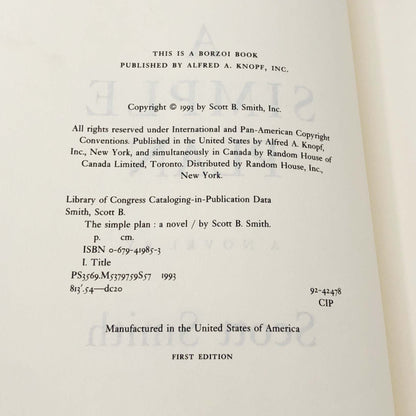 THIS IS A BORZOI BOOK
PUBLISHED BY ALFRED A. KNOPF, INC.
Copyright © 1993 by Scott B. Smith, Inc.
All rights reserved under International and Pan-American Copyright
Conventions. Published in the United States by Alfred A. Knopf,
Inc., New York, and simultaneously in Canada by Random House of
Canada Limited, Toronto. Distributed by Random House, Inc.,
New York.
Library of Congress Cataloging-in-Publication Data
Smith, Scott B.
The simple plan : a novel / by Scott B. Smith.
p. cm.
ISBN 0-679-41985-3
I. Title
PS3569.M5379759S57 1993
813'.54—dc20 92-42478
CIP
Manufactured in the United States of America
FIRST EDITION
A
SIMPLE
PLAN
A NOVEL
Scott Smith